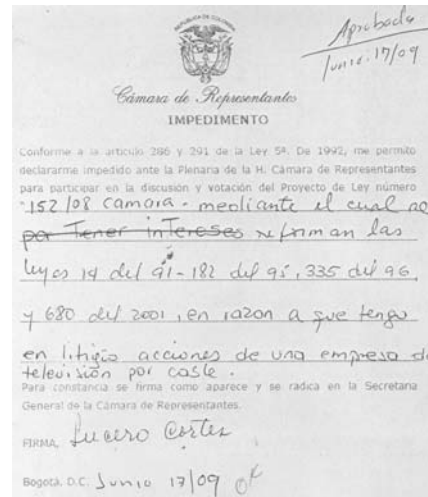 Aprobada
Junio. 17/09
REPUBLICA DE COLOMBIA
Cámara de Representantes
IMPEDIMENTO
Conforme a la articulo 286 y 291 de la Ley 5ª. De 1992, me permito
declararme impedido ante la Plenaria de la H. Cámara de Representantes
para participar en la discusión y votación del Proyecto de Ley número
152/08 Camara - mediante el cual
por Tener inTereses reforman las
leyes 14 del 91 - 182 del 95, 335 del 96
y 680 del 2001, en razon a que tengo
en litigio acciones de una empresa de
televisión por cable.
Para constancia se firma como aparece y se radica en la Secretaria
General de la Cámara de Representantes.
FIRMA, Lucero Cortes
Bogotá, D.C. Junio 17/09